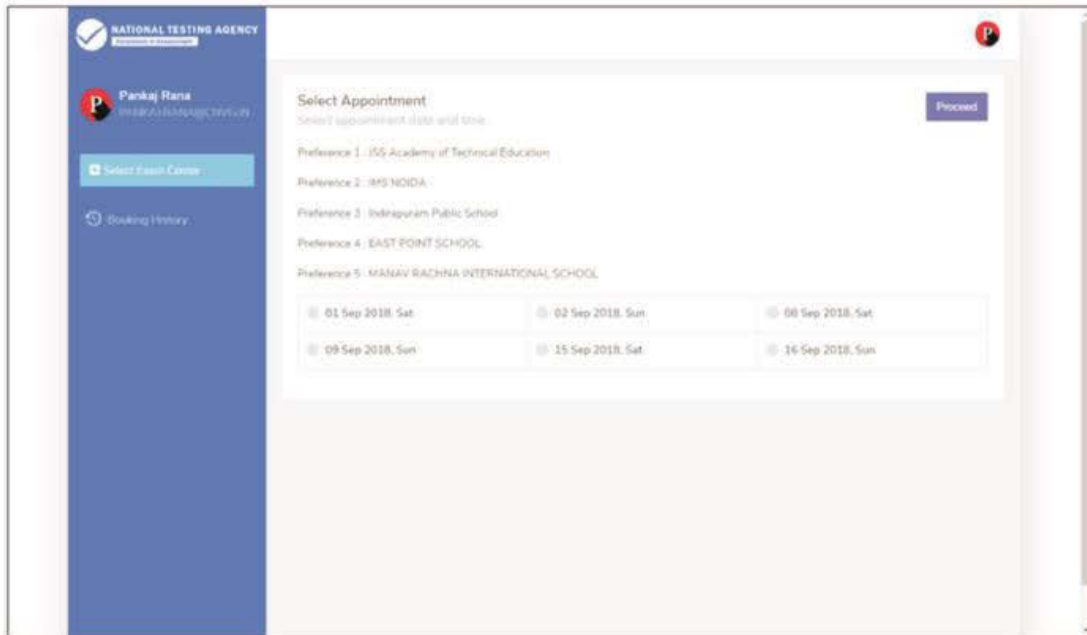 NATIONAL TESTING AGENCY
Pankaj Rana
Select Exam Center
Booking History
Select Appointment
Select appointment date and time.
Proceed
Preference 1 : JSS Academy of Technical Education
Preference 2 : IMS NOIDA
Preference 3 : Indirapuram Public School
Preference 4 : EAST POINT SCHOOL
Preference 5 : MANAV RACHNA INTERNATIONAL SCHOOL
01 Sep 2018, Sat 02 Sep 2018, Sun 08 Sep 2018, Sat
09 Sep 2018, Sun 15 Sep 2018, Sat 16 Sep 2018, Sun
P
P